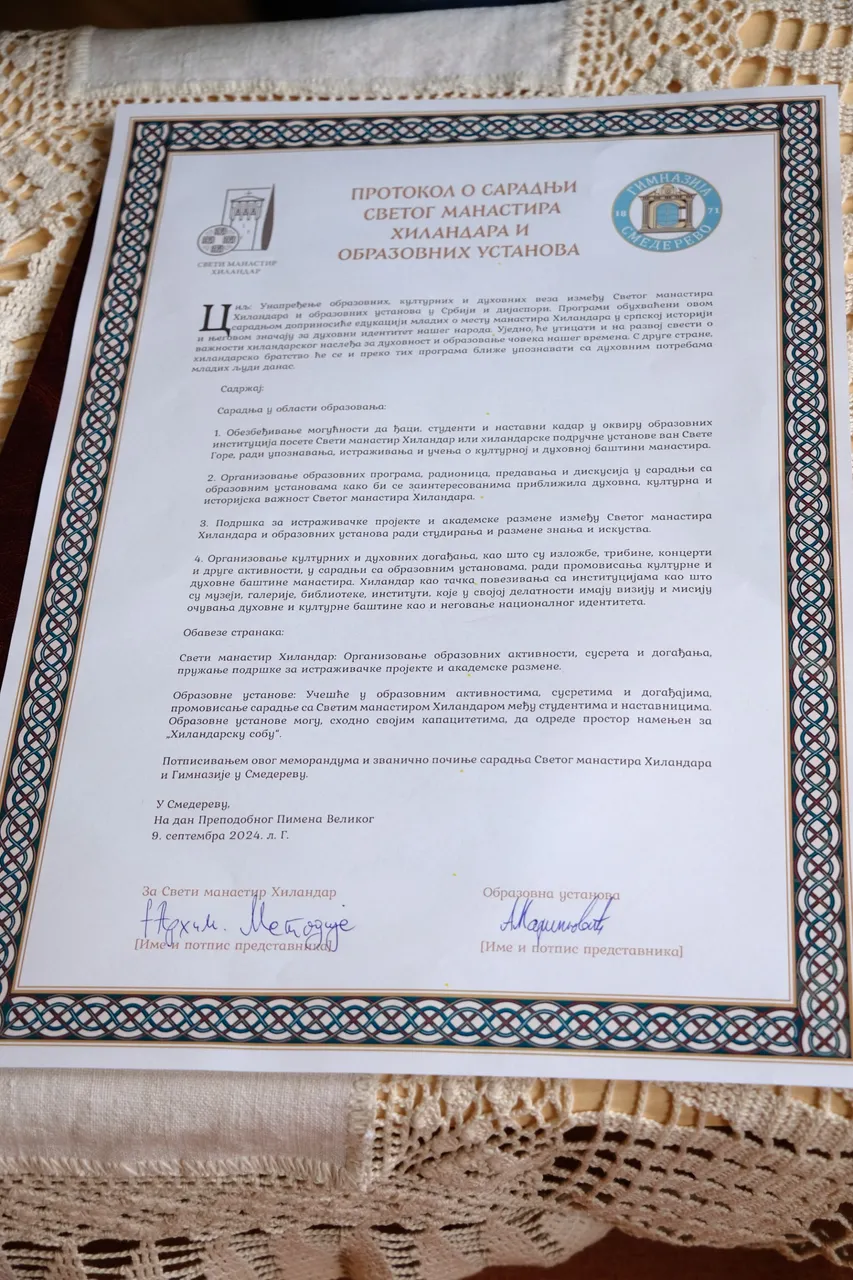 ПРОТОКОЛ О САРАДЊИ
СВЕТОГ МАНАСТИРА
ХИЛАНДАРА И
ОБРАЗОВНИХ УСТАНОВА
СВЕТИ МАНАСТИР
ХИЛАНДАР
ГИМНАЗИЈА
18 71
СМЕДЕРЕВО
Циљ: Унапређење образовних, културних и духовних веза између Светог манастира
Хиландара и образовних установа у Србији и дијаспори. Програми обухваћени овом
сарадњом доприносиће едукацији младих о месту манастира Хиландара у српској историји
и његовом значају за духовни идентитет нашег народа. Уједно, ће утицати и на развој свести о
важности хиландарског наслеђа за духовност и образовање човека нашег времена. С друге стране,
хиландарско братство ће се и преко тих програма ближе упознавати са духовним потребама
младих људи данас.
Садржај:
Сарадња у области образовања:
1. Обезбеђивање могућности да ђаци, студенти и наставни кадар у оквиру образовних
институција посете Свети манастир Хиландар или хиландарске подручне установе ван Свете
Горе, ради упознавања, истраживања и учења о културној и духовној баштини манастира.
2. Организовање образовних програма, радионица, предавања и дискусија у сарадњи са
образовним установама како би се заинтересованима приближила духовна, културна и
историјска важност Светог манастира Хиландара.
3. Подршка за истраживачке пројекте и академске размене између Светог манастира
Хиландара и образовних установа ради студирања и размене знања и искуства.
4. Организовање културних и духовних догађања, као што су изложбе, трибине, концерти
и друге активности, у сарадњи са образовним установама, ради промовисања културне и
духовне баштине манастира. Хиландар као тачка повезивања са институцијама као што
су музеји, галерије, библиотеке, институти, које у својој делатности имају визију и мисију
очувања духовне и културне баштине као и неговање националног идентитета.
Обавезе странака:
Свети манастир Хиландар: Организовање образовних активности, сусрета и догађања,
пружање подршке за истраживачке пројекте и академске размене.
Образовне установе: Учешће у образовним активностима, сусретима и догађајима,
промовисање сарадње са Светим манастиром Хиландаром међу студентима и наставницима.
Образовне установе могу, сходно својим капацитетима, да одреде простор намењен за
„Хиландарску собу“.
Потписивањем овог меморандума и званично почиње сарадња Светог манастира Хиландара
и Гимназије у Смедереву.
У Смедереву,
На дан Преподобног Пимена Великог
9. септембра 2024. л. Г.
За Свети манастир Хиландар
Архим. Методије
[Име и потпис представника]
Образовна установа
[Име и потпис представника]